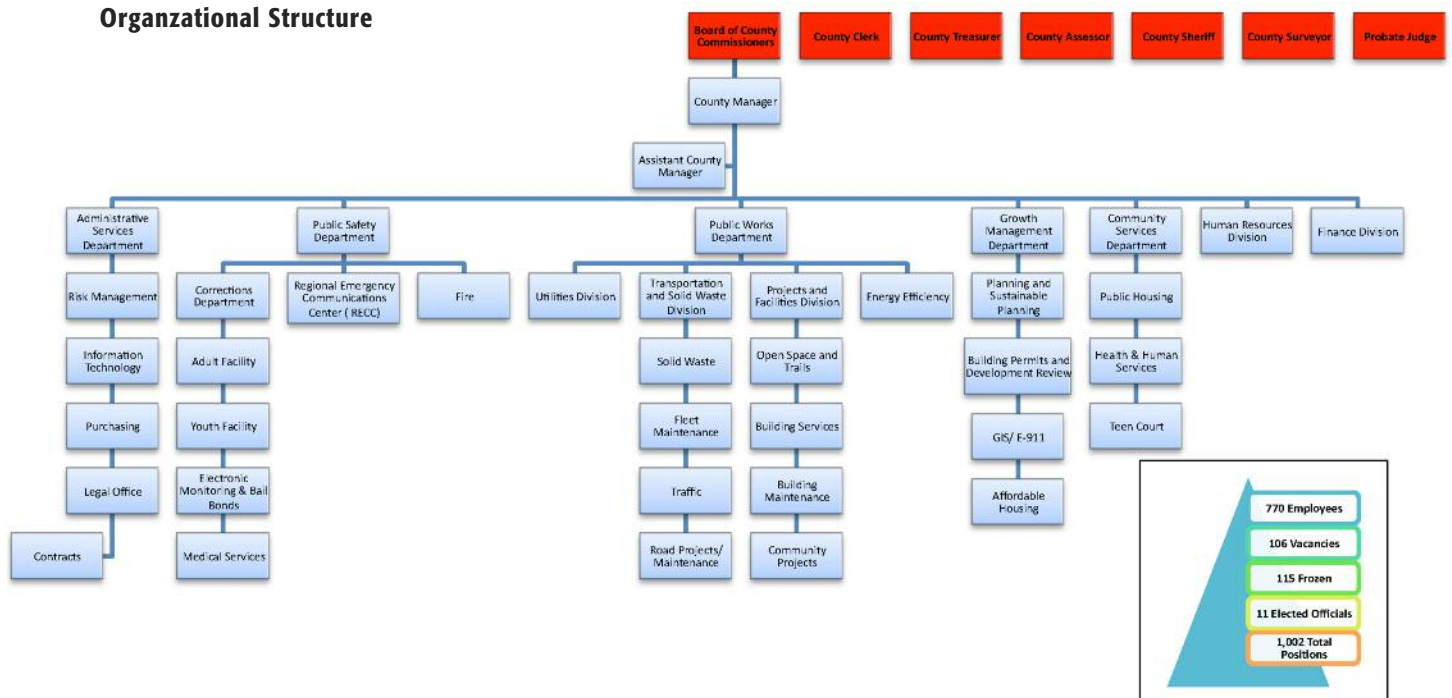 Organzational Structure
Board of County
Commissioners
County Clerk
County Treasurer
County Assessor
County Sheriff
County Surveyor
Probate Judge
County Manager
Assistant County
Manager
Administrative
Services
Department
Public Safety
Department
Public Works
Department
Growth
Management
Department
Community
Services
Department
Human Resources
Division
Finance Division
Risk Management
Corrections
Department
Regional Emergency
Communications
Center ( RECC)
Fire
Utilities Division
Transportation
and Solid Waste
Division
Projects and
Facilities Division
Energy Efficiency
Planning and
Sustainable
Planning
Public Housing
Information
Technology
Adult Facility
Solid Waste
Open Space and
Trails
Building Permits and
Development Review
Health & Human
Services
Purchasing
Youth Facility
Fleet
Maintenance
Building Services
GIS/ E-911
Teen Court
Legal Office
Electronic
Monitoring & Bail
Bonds
Traffic
Building
Maintenance
Affordable
Housing
Contracts
Medical Services
Road Projects/
Maintenance
Community
Projects
770 Employees
106 Vacancies
115 Frozen
11 Elected Officials
1,002 Total
Positions